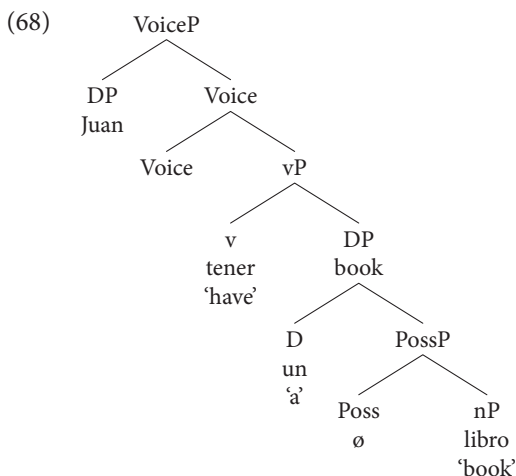 (68) VoiceP
DP Voice
Juan
Voice vP
v DP
tener book
‘have’
D PossP
un
‘a’
Poss nP
ø libro
‘book’